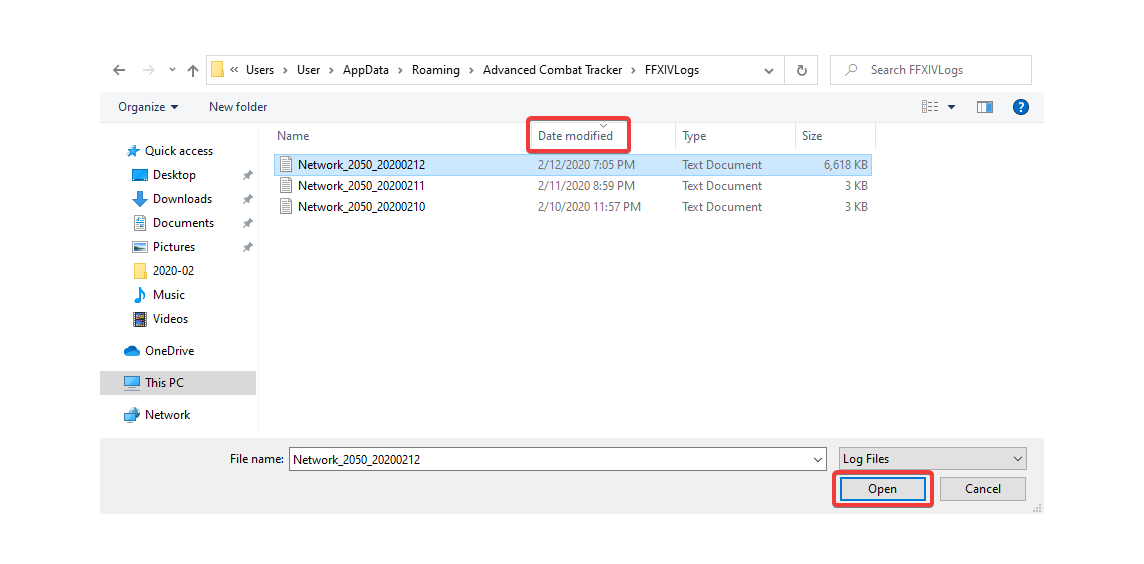 « Users › User › AppData › Roaming › Advanced Combat Tracker › FFXIVLogs
Search FFXIVLogs
Organize New folder
?
Name Date modified Type Size
Quick access
Desktop
Downloads
Documents
Pictures
2020-02
Music
Videos
OneDrive
This PC
Network
Network_2050_20200212 2/12/2020 7:05 PM Text Document 6,618 KB
Network_2050_20200211 2/11/2020 8:59 PM Text Document 3 KB
Network_2050_20200210 2/10/2020 11:57 PM Text Document 3 KB
File name: Network_2050_20200212 Log Files
Open Cancel